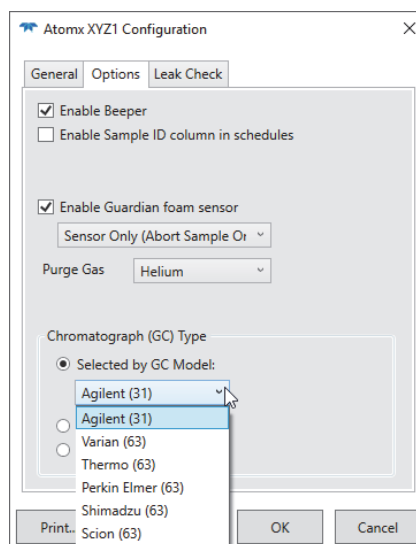 Atomx XYZ1 Configuration
General Options Leak Check
Enable Beeper
Enable Sample ID column in schedules
Enable Guardian foam sensor
Sensor Only (Abort Sample Or
Purge Gas Helium
Chromatograph (GC) Type
Selected by GC Model:
Agilent (31)
Agilent (31)
Varian (63)
Thermo (63)
Perkin Elmer (63)
Shimadzu (63)
Scion (63)
Print.. OK Cancel